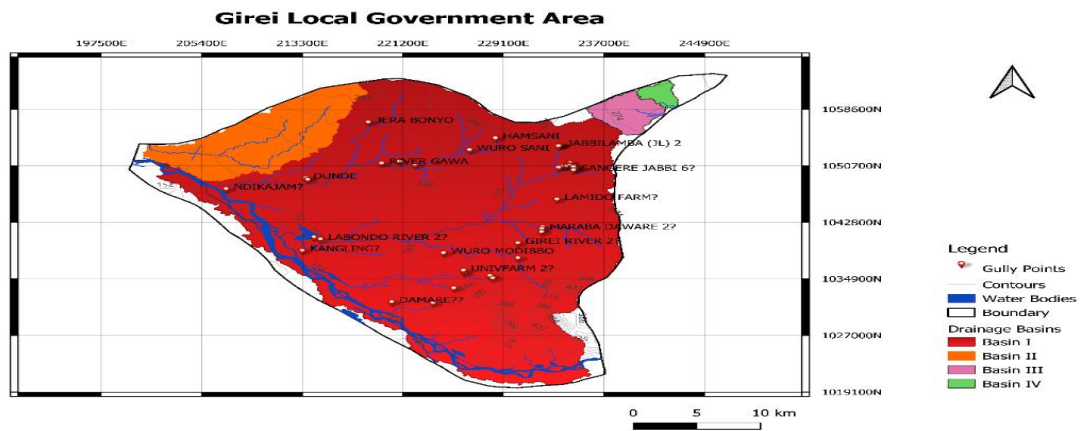 Girei Local Government Area
197500E 205400E 213300E 221200E 229100E 237000E 244900E
1058600N
JERA BONYO
HAMSANI
JABBILAMBA (JL) 2
WURO SANI
1050700N
RIVER GAWA
SANGERE JABBI 6?
DUNDE
NDIKAJAM?
152
LAMIDO FARM?
1042800N
MARABA DAWARE 2?
LABONDO RIVER 2?
GIREI RIVER 2?
KANGLING?
WURO MODIBBO
1034900N
UNIVFARM 2?
DAMARE??
1027000N
1019100N
Legend
Gully Points
Contours
Water Bodies
Boundary
Drainage Basins
Basin I
Basin II
Basin III
Basin IV
0 5 10 km